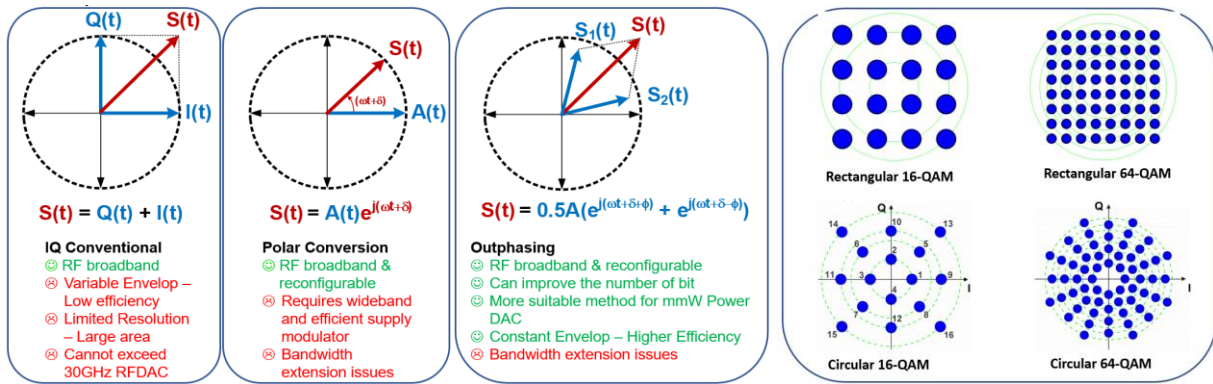 Q(t)
S(t)
I(t)
S(t) = Q(t) + I(t)
IQ Conventional
RF broadband
Variable Envelop –
Low efficiency
Limited Resolution
– Large area
Cannot exceed
30GHz RFDAC
S(t)
(ωt+δ)
A(t)
S(t) = A(t)e^j(ωt+δ)
Polar Conversion
RF broadband &
reconfigurable
Requires wideband
and efficient supply
modulator
Bandwidth
extension issues
S1(t)
S(t)
S2(t)
S(t) = 0.5A(e^j(ωt+δ+ϕ) + e^j(ωt+δ-ϕ))
Outphasing
RF broadband & reconfigurable
Can improve the number of bit
More suitable method for mmW Power
DAC
Constant Envelop – Higher Efficiency
Bandwidth extension issues
Rectangular 16-QAM
Rectangular 64-QAM
Q
14
10
13
6
5
2
11
3
1
9
I
4
7
8
12
15
16
Circular 16-QAM
Q
I
Circular 64-QAM